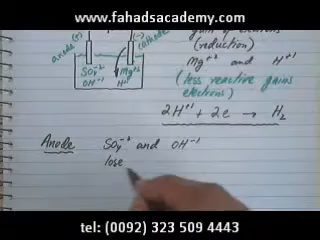 www.fahadsacademy.com
gain of electrons
(reduction)
anode (+)
(-) cathode
Mg⁺² and H⁺¹
SO₄⁻² Mg⁺²
OH⁻¹ H⁺¹
(less reactive gains
electrons)
2H⁺¹ + 2e → H₂
Anode SO₄⁻² and OH⁻¹
lose
tel: (0092) 323 509 4443